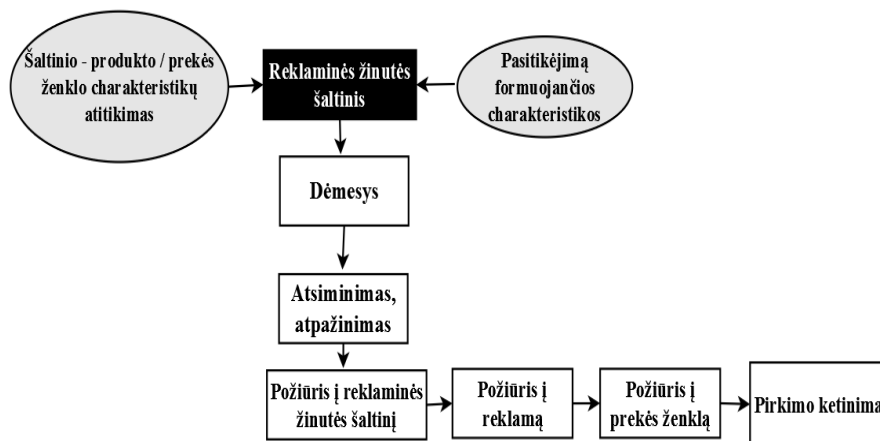 Šaltinio - produkto / prekės
ženklo charakteristikų
atitikimas
Reklaminės žinutės
šaltinis
Pasitikėjimą
formuojančios
charakteristikos
Dėmesys
Atsiminimas,
atpažinimas
Požiūris į reklaminės
žinutės šaltinį
Požiūris į
reklamą
Požiūris į
prekės ženklą
Pirkimo ketinima